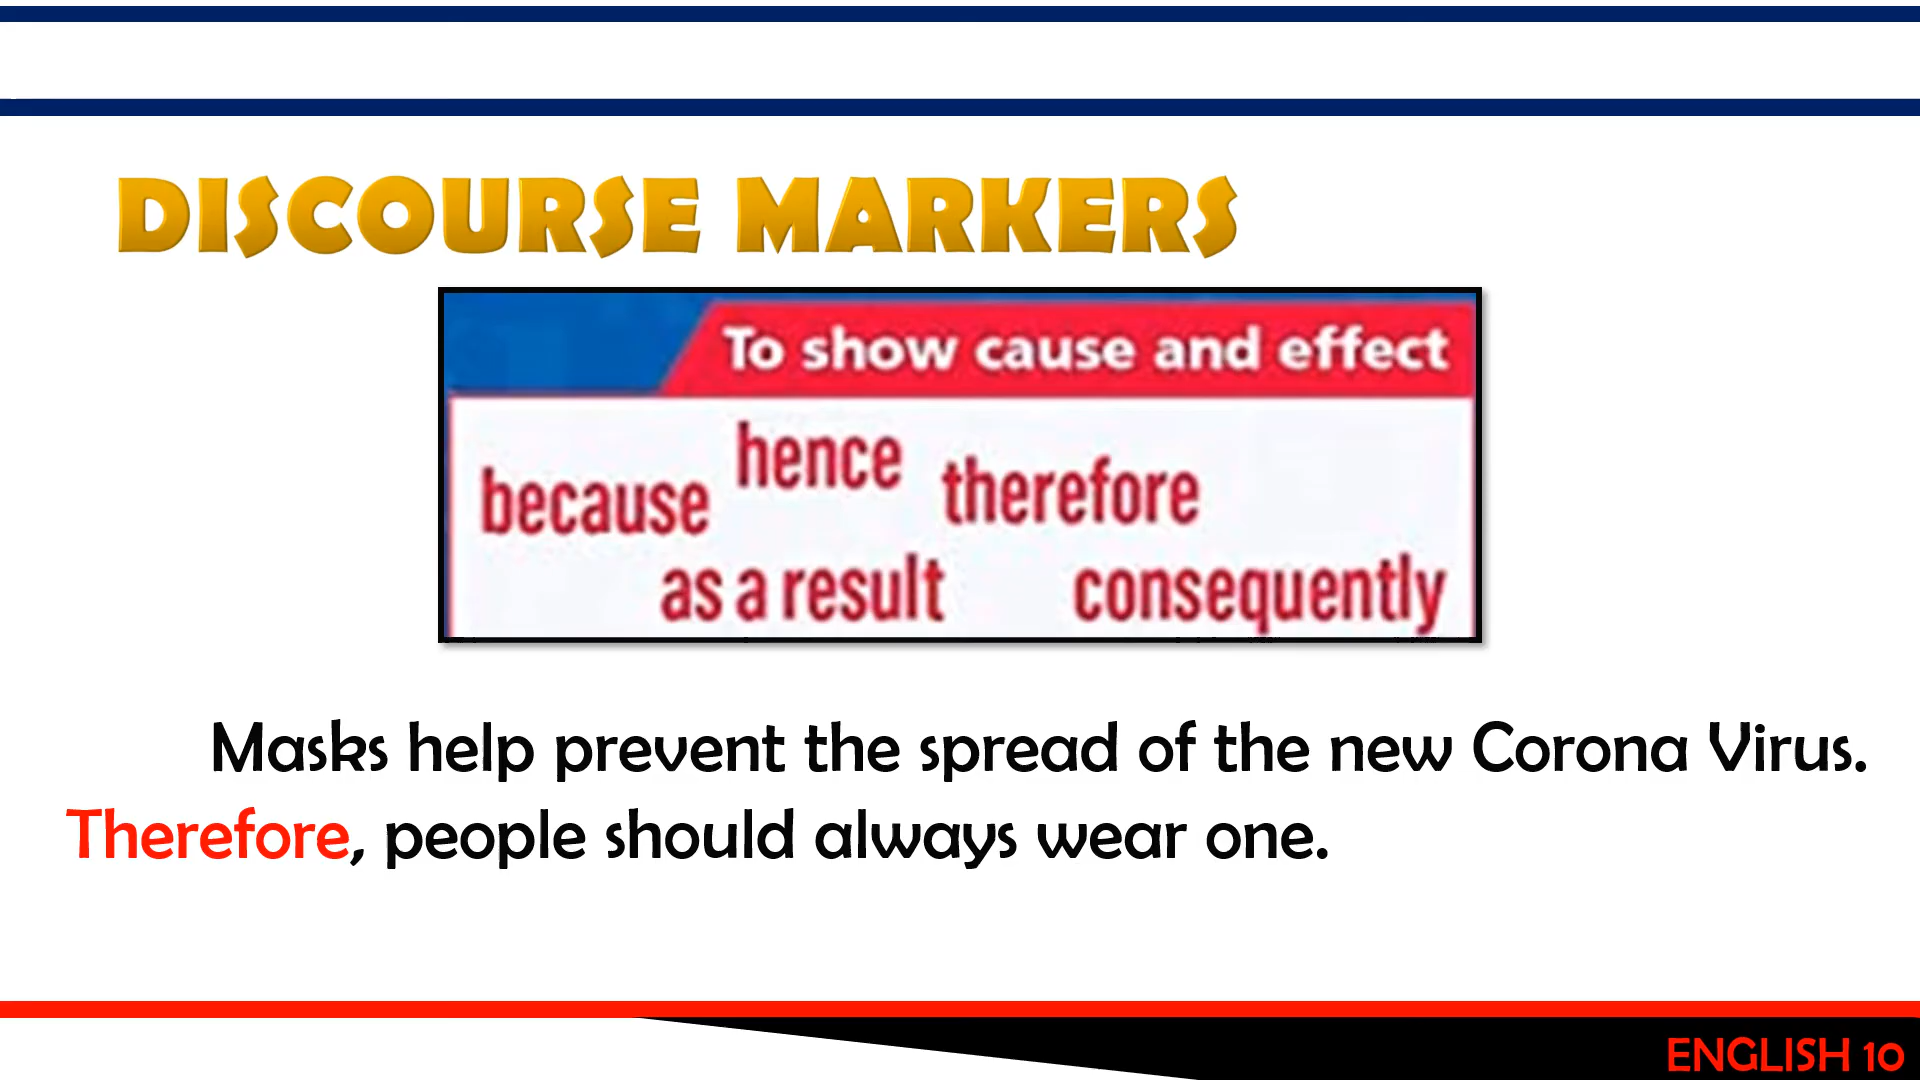 DISCOURSE MARKERS
To show cause and effect
because hence therefore
as a result consequently
Masks help prevent the spread of the new Corona Virus.
Therefore, people should always wear one.
ENGLISH 10